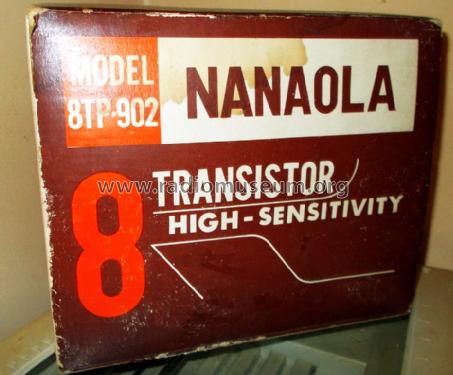 MODEL
8TP-902
NANAOLA
8
TRANSISTOR
www.radiomuseum.org
HIGH-SENSITIVITY